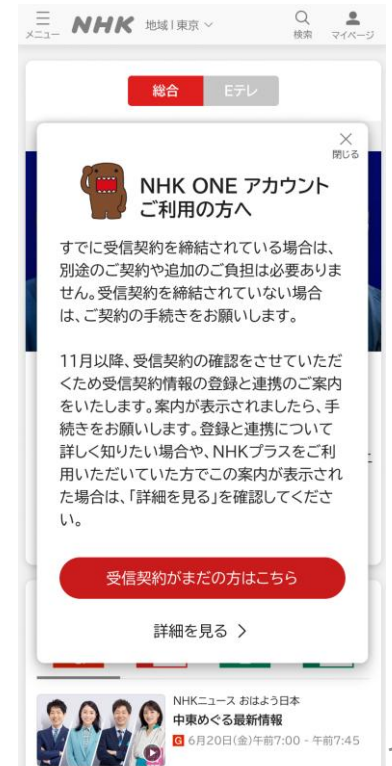 NHK 地域 | 東京
メニュー 検索 マイページ
総合 Eテレ
閉じる
NHK ONE アカウント
ご利用の方へ
すでに受信契約を締結されている場合は、
別途のご契約や追加のご負担は必要ありま
せん。受信契約を締結されていない場合
は、ご契約の手続きをお願いします。
11月以降、受信契約の確認をさせていただ
くため受信契約情報の登録と連携のご案内
をいたします。案内が表示されましたら、手
続きをお願いします。登録と連携について
詳しく知りたい場合や、NHKプラスをご利
用いただいていた方でこの案内が表示され
た場合は、「詳細を見る」を確認してくださ
い。
受信契約がまだの方はこちら
詳細を見る
NHKニュース おはよう日本
中東めぐる最新情報
G 6月20日(金)午前7:00 - 午前7:45